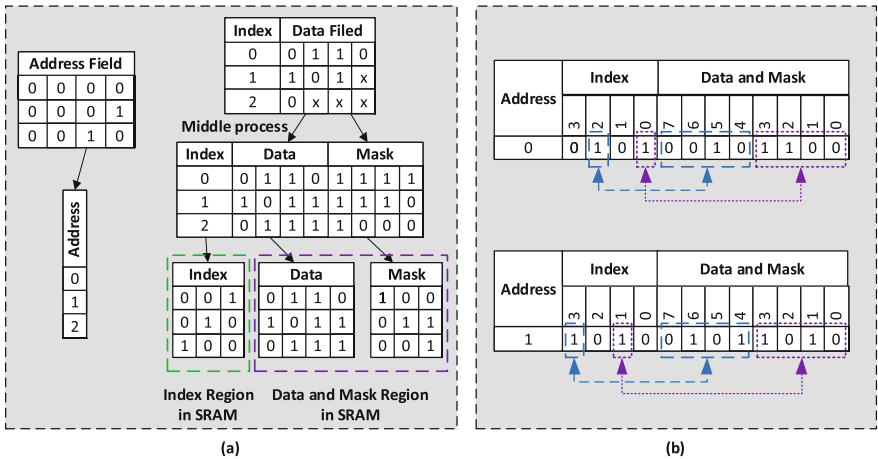 Address Field
0 0 0 0
0 0 0 1
0 0 1 0
Address
0
1
2
Index Data Filed
0 0 1 1 0
1 1 0 1 x
2 0 x x x
Middle process
Index Data Mask
0 0 1 1 0 1 1 1 1
1 1 0 1 1 1 1 1 0
2 0 1 1 1 1 0 0 0
Index Data Mask
0 0 1 0 1 1 0 1 0 0
0 1 0 1 0 1 1 0 1 1
1 0 0 0 1 1 1 0 0 1
Index Region
in SRAM
Data and Mask Region
in SRAM
(a)
Address Index Data and Mask
3 2 1 0 7 6 5 4 3 2 1 0
0 0 1 0 1 0 0 1 0 1 1 0 0
Address Index Data and Mask
3 2 1 0 7 6 5 4 3 2 1 0
1 1 0 1 0 0 1 0 1 1 0 1 0
(b)